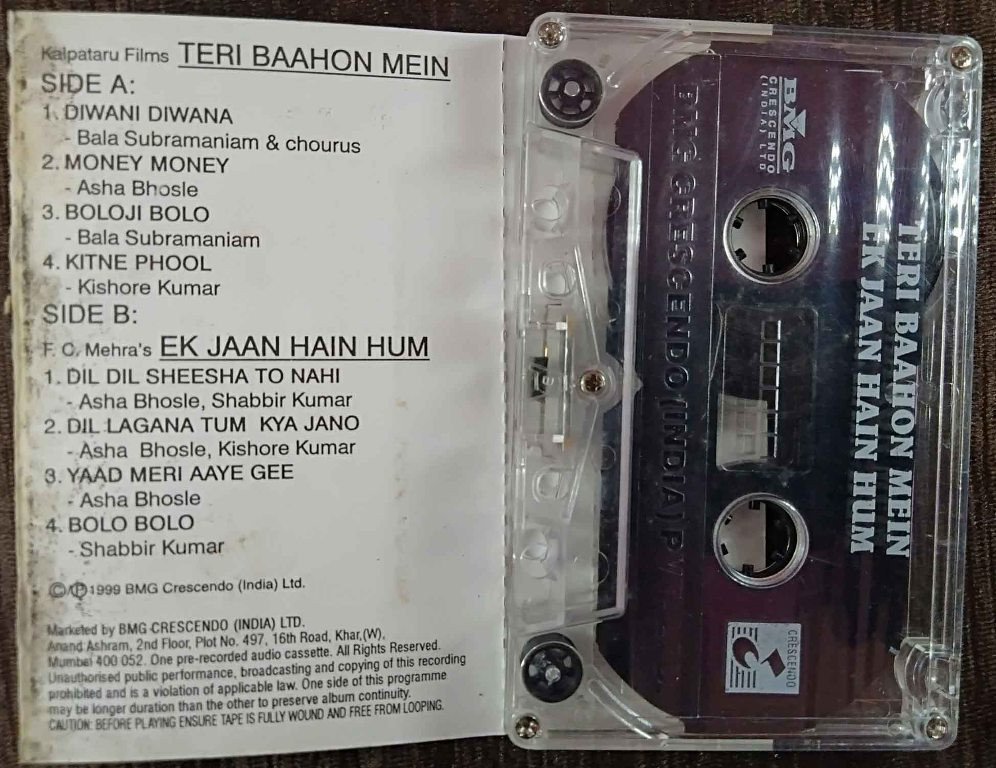 Kalpataru Films TERI BAAHON MEIN
SIDE A:
1. DIWANI DIWANA
- Bala Subramaniam & chourus
2. MONEY MONEY
- Asha Bhosle
3. BOLOJI BOLO
- Bala Subramaniam
4. KITNE PHOOL
- Kishore Kumar
SIDE B:
F. C. Mehra's EK JAAN HAIN HUM
1. DIL DIL SHEESHA TO NAHI
- Asha Bhosle, Shabbir Kumar
2. DIL LAGANA TUM KYA JANO
- Asha Bhosle, Kishore Kumar
3. YAAD MERI AAYE GEE
- Asha Bhosle
4. BOLO BOLO
- Shabbir Kumar
©/℗1999 BMG Crescendo (India) Ltd.
Marketed by BMG CRESCENDO (INDIA) LTD.
Anand Ashram, 2nd Floor, Plot No. 497, 16th Road, Khar,(W),
Mumbai 400 052. One pre-recorded audio cassette. All Rights Reserved.
Unauthorised public performance, broadcasting and copying of this recording
prohibited and is a violation of applicable law. One side of this programme
may be longer duration than the other to preserve album continuity.
CAUTION: BEFORE PLAYING ENSURE TAPE IS FULLY WOUND AND FREE FROM LOOPING.
TERI BAAHON MEIN
EK JAAN HAIN HUM
BMG
CRESCENDO
(INDIA) LTD
BMG CRESCENDO (INDIA) P
CRESCENDO